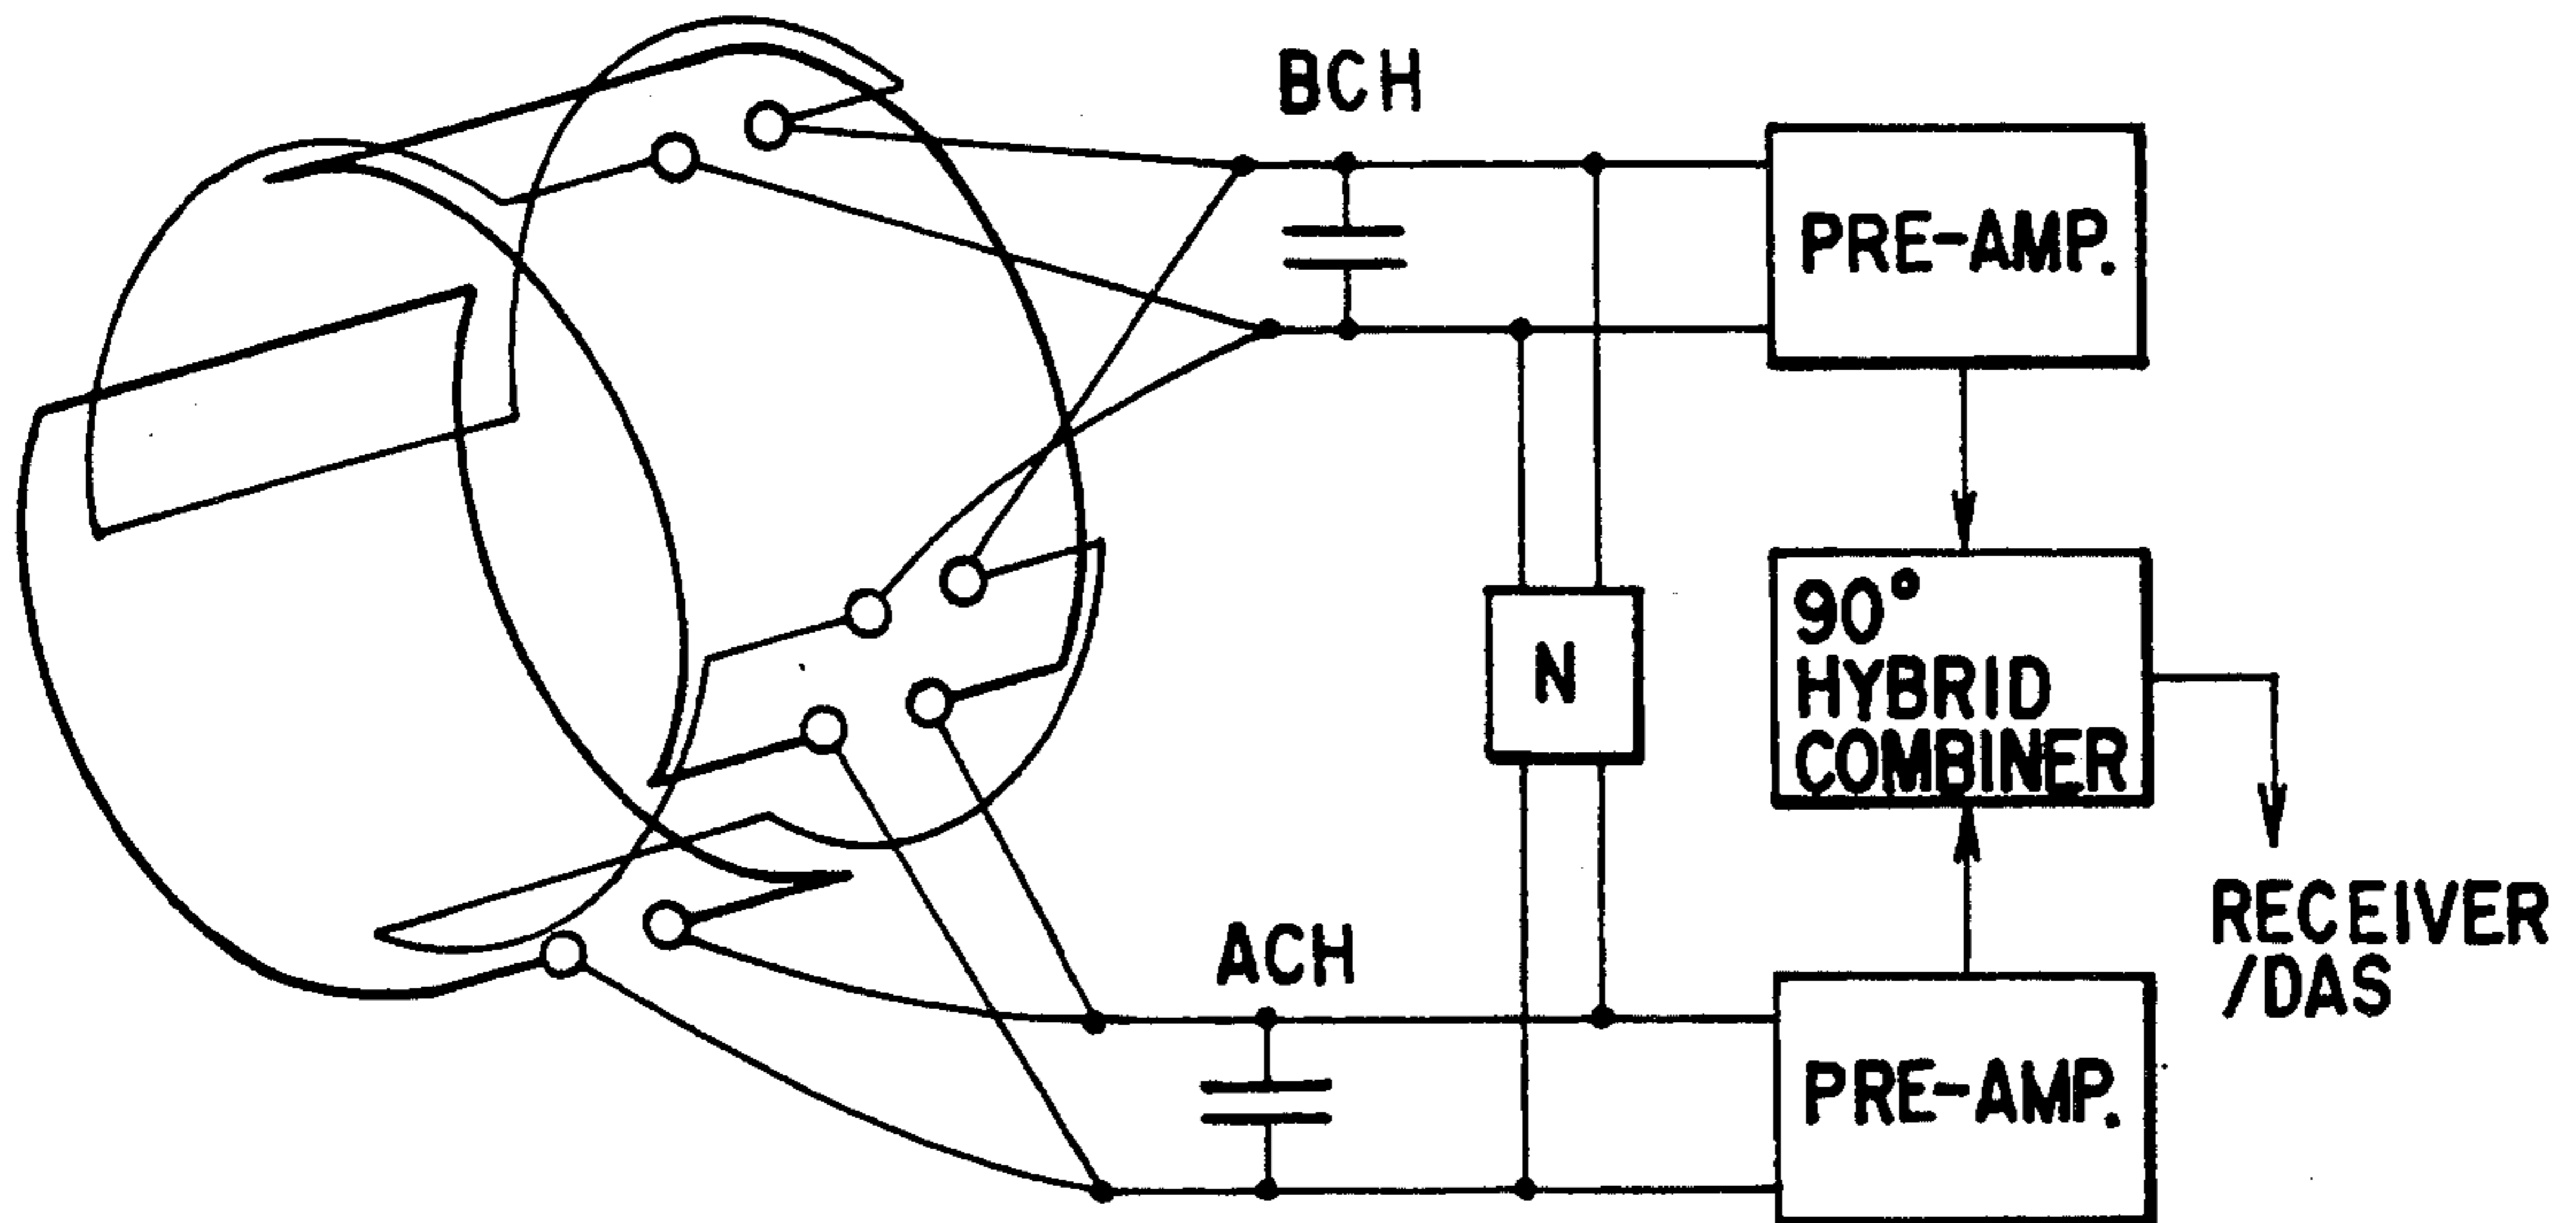 BCH
PRE-AMP.
N
90°
HYBRID
COMBINER
RECEIVER
/DAS
ACH
PRE-AMP.